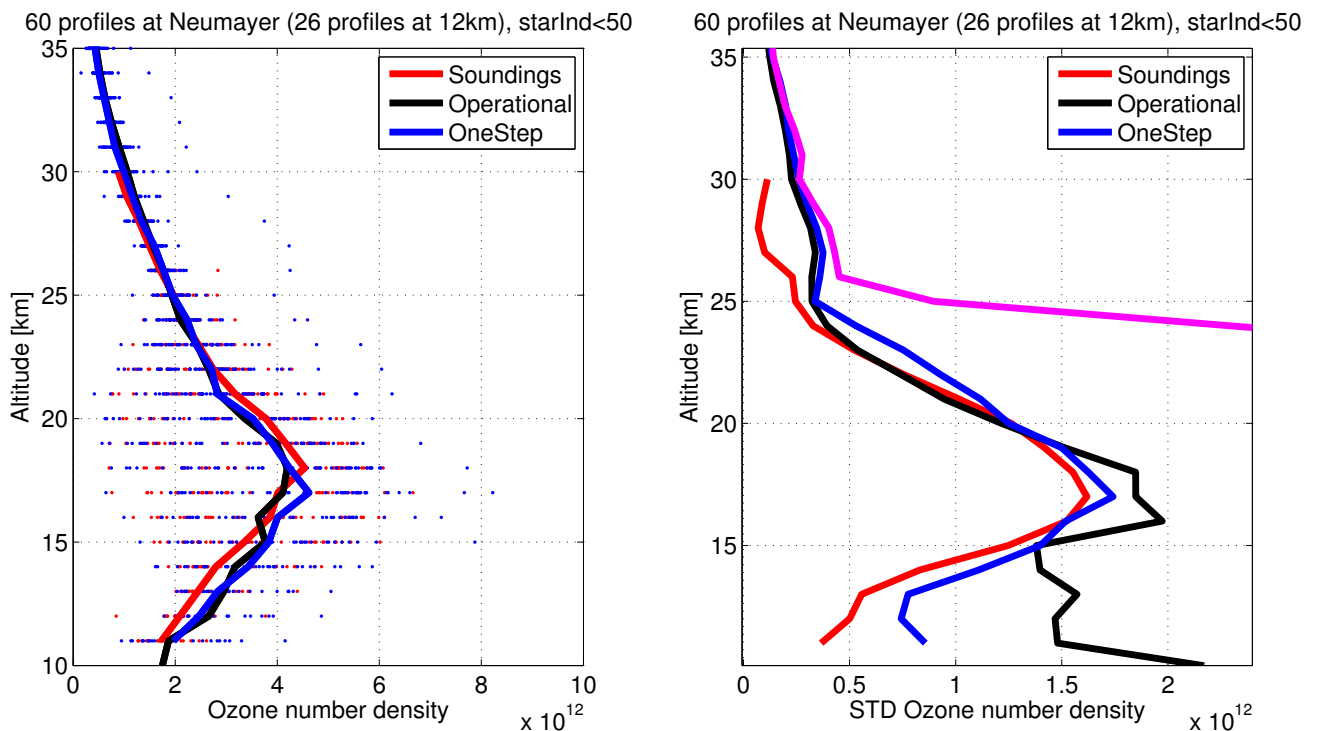 60 profiles at Neumayer (26 profiles at 12km), starInd<50
35
30
25
20
15
10
Altitude [km]
Soundings
Operational
OneStep
0 2 4 6 8 10
Ozone number density
x 10^12
60 profiles at Neumayer (26 profiles at 12km), starInd<50
35
30
25
20
15
Altitude [km]
Soundings
Operational
OneStep
0 0.5 1 1.5 2
STD Ozone number density
x 10^12